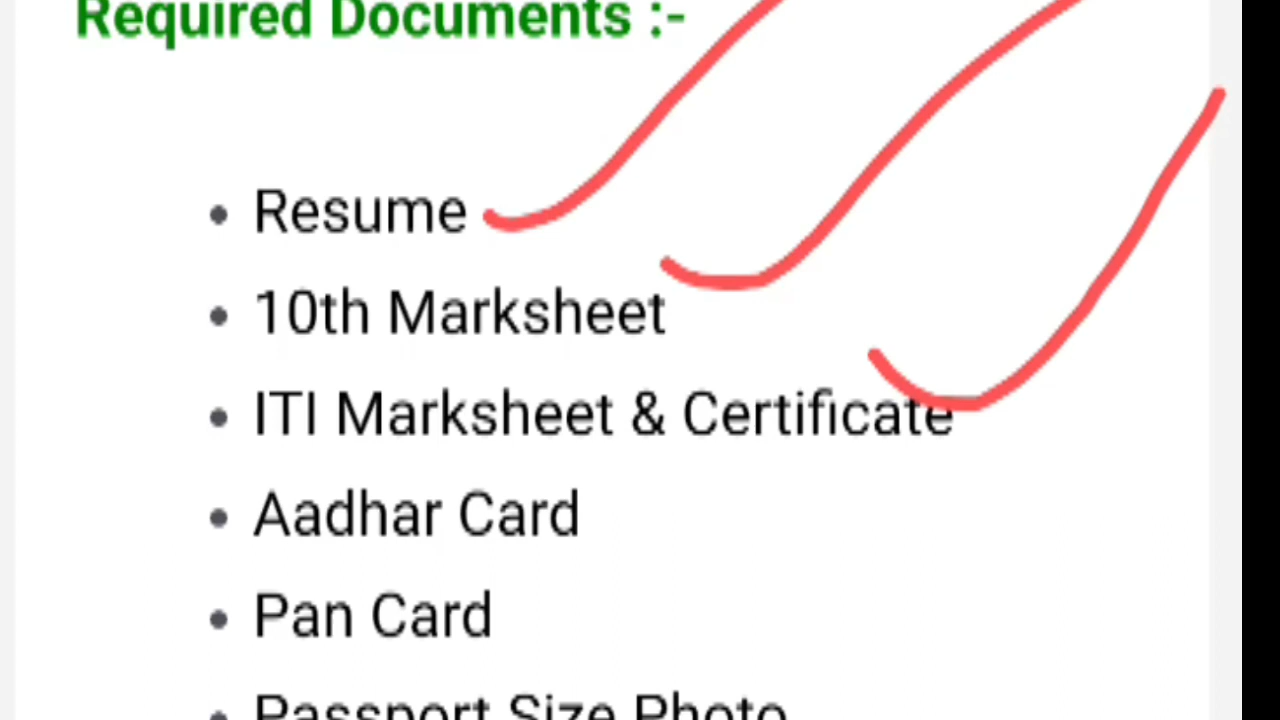 Required Documents :-
• Resume
• 10th Marksheet
• ITI Marksheet & Certificate
• Aadhar Card
• Pan Card
• Passport Size Photo